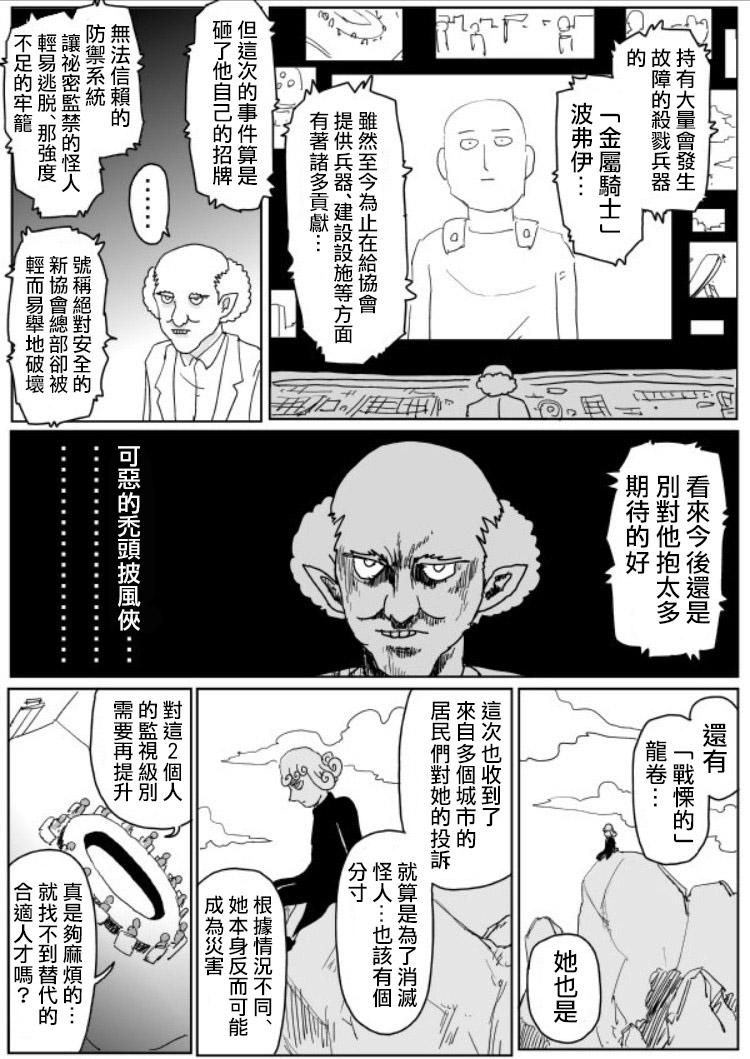 持有大量會發生
故障的殺戮兵器
的
「金屬騎士」
波弗伊⋯
雖然至今為止在給協會
提供兵器、建設設施等方面
有著諸多貢獻⋯
但這次的事件算是
砸了他自己的招牌
無法信賴的
防禦系統
讓祕密監禁的怪人
輕易逃脱、那強度
不足的牢籠
⋯⋯
號稱絕對安全的
新協會總部卻被
輕而易舉地破壞
看來今後還是
別對他抱太多
期待的好
可惡的禿頭披風俠⋯
⋯⋯⋯⋯⋯⋯
⋯⋯⋯⋯⋯⋯
還有
「戰慄的」
龍卷⋯
她也是
這次也收到了
來自多個城市的
居民們對她的投訴
就算是為了消滅
怪人⋯也該有個
分寸
根據情況不同、
她本身反而可能
成為災害
對這2個人
的監視級別
需要再提升
真是夠麻煩的⋯
就找不到替代的
合適人才嗎？